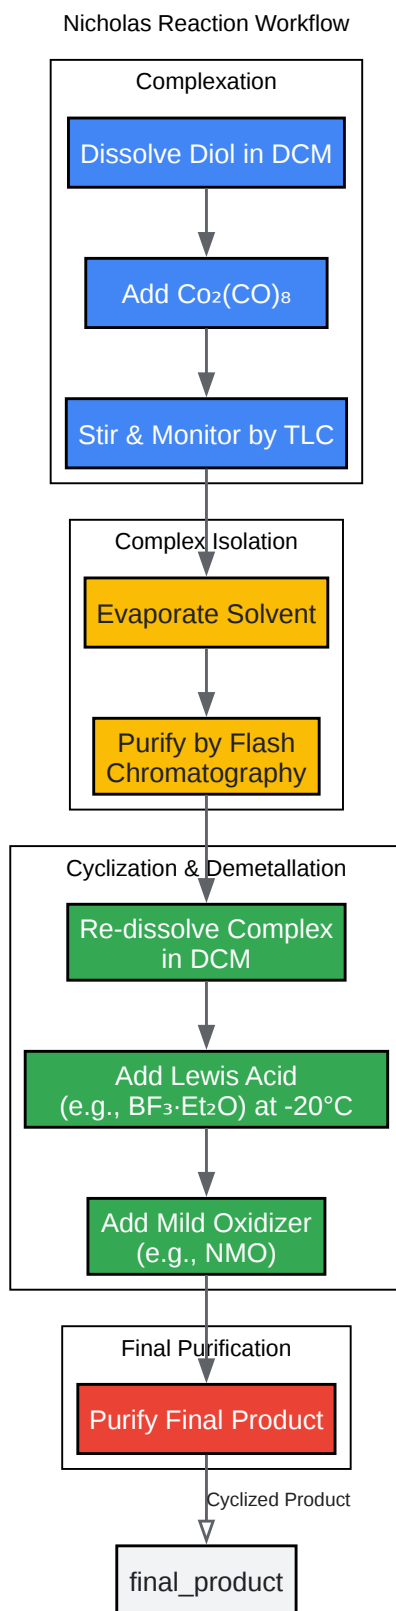 Nicholas Reaction Workflow
Complexation
Dissolve Diol in DCM
Add Co₂(CO)₈
Stir & Monitor by TLC
Complex Isolation
Evaporate Solvent
Purify by Flash
Chromatography
Cyclization & Demetallation
Re-dissolve Complex
in DCM
Add Lewis Acid
(e.g., BF₃·Et₂O) at -20°C
Add Mild Oxidizer
(e.g., NMO)
Final Purification
Purify Final Product
Cyclized Product
final_product